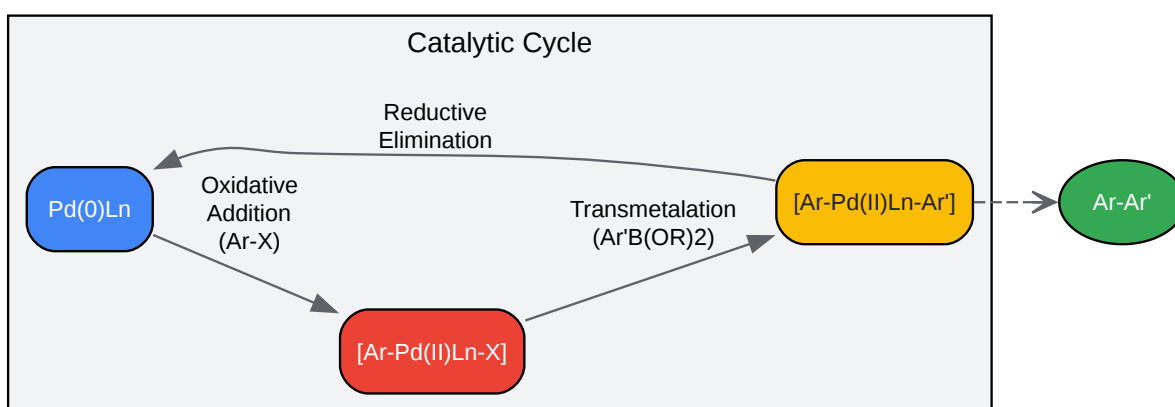 Catalytic Cycle
Reductive
Elimination
Pd(0)Ln
Oxidative
Addition
(Ar-X)
Transmetalation
(Ar'B(OR)2)
[Ar-Pd(II)Ln-Ar']
Ar-Ar'
[Ar-Pd(II)Ln-X]